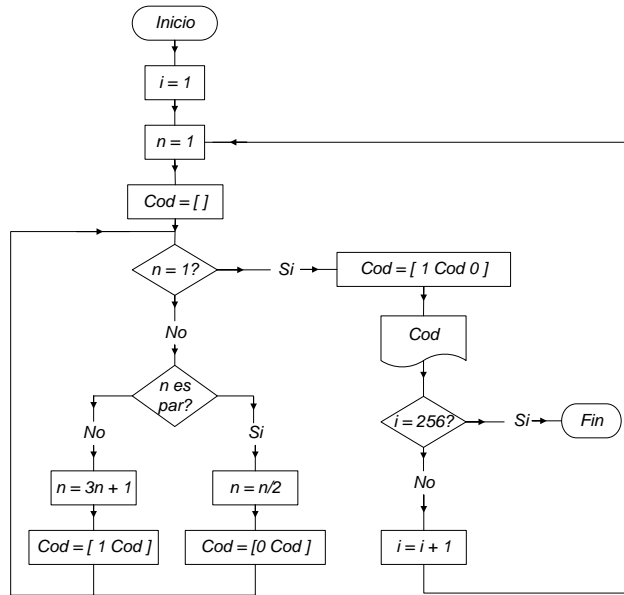 Inicio
i = 1
n = 1
Cod = [ ]
n = 1?
Si
Cod = [ 1 Cod 0 ]
Cod
No
n es
par?
i = 256?
Si
Fin
No
Si
No
n = 3n + 1
n = n/2
Cod = [ 1 Cod ]
Cod = [0 Cod ]
i = i + 1